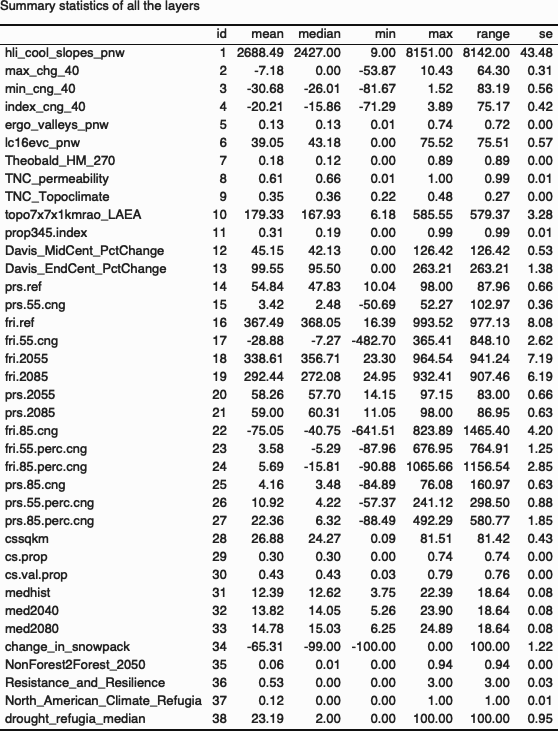 Summary statistics of all the layers
id mean median min max range se
hli_cool_slopes_pnw 1 2688.49 2427.00 9.00 8151.00 8142.00 43.48
max_chg_40 2 -7.18 0.00 -53.87 10.43 64.30 0.31
min_cng_40 3 -30.68 -26.01 -81.67 1.52 83.19 0.56
index_cng_40 4 -20.21 -15.86 -71.29 3.89 75.17 0.42
ergo_valleys_pnw 5 0.13 0.13 0.01 0.74 0.72 0.00
lc16evc_pnw 6 39.05 43.18 0.00 75.52 75.51 0.57
Theobald_HM_270 7 0.18 0.12 0.00 0.89 0.89 0.00
TNC_permeability 8 0.61 0.66 0.01 1.00 0.99 0.01
TNC_Topoclimate 9 0.35 0.36 0.22 0.48 0.27 0.00
topo7x7x1kmrao_LAEA 10 179.33 167.93 6.18 585.55 579.37 3.28
prop345.index 11 0.31 0.19 0.00 0.99 0.99 0.01
Davis_MidCent_PctChange 12 45.15 42.13 0.00 126.42 126.42 0.53
Davis_EndCent_PctChange 13 99.55 95.50 0.00 263.21 263.21 1.38
prs.ref 14 54.84 47.83 10.04 98.00 87.96 0.66
prs.55.cng 15 3.42 2.48 -50.69 52.27 102.97 0.36
fri.ref 16 367.49 368.05 16.39 993.52 977.13 8.08
fri.55.cng 17 -28.88 -7.27 -482.70 365.41 848.10 2.62
fri.2055 18 338.61 356.71 23.30 964.54 941.24 7.19
fri.2085 19 292.44 272.08 24.95 932.41 907.46 6.19
prs.2055 20 58.26 57.70 14.15 97.15 83.00 0.66
prs.2085 21 59.00 60.31 11.05 98.00 86.95 0.63
fri.85.cng 22 -75.05 -40.75 -641.51 823.89 1465.40 4.20
fri.55.perc.cng 23 3.58 -5.29 -87.96 676.95 764.91 1.25
fri.85.perc.cng 24 5.69 -15.81 -90.88 1065.66 1156.54 2.85
prs.85.cng 25 4.16 3.48 -84.89 76.08 160.97 0.63
prs.55.perc.cng 26 10.92 4.22 -57.37 241.12 298.50 0.88
prs.85.perc.cng 27 22.36 6.32 -88.49 492.29 580.77 1.85
cssqkm 28 26.88 24.27 0.09 81.51 81.42 0.43
cs.prop 29 0.30 0.30 0.00 0.74 0.74 0.00
cs.val.prop 30 0.43 0.43 0.03 0.79 0.76 0.00
medhist 31 12.39 12.62 3.75 22.39 18.64 0.08
med2040 32 13.82 14.05 5.26 23.90 18.64 0.08
med2080 33 14.78 15.03 6.25 24.89 18.64 0.08
change_in_snowpack 34 -65.31 -99.00 -100.00 0.00 100.00 1.22
NonForest2Forest_2050 35 0.06 0.01 0.00 0.94 0.94 0.00
Resistance_and_Resilience 36 0.53 0.00 0.00 3.00 3.00 0.03
North_American_Climate_Refugia 37 0.12 0.00 0.00 1.00 1.00 0.01
drought_refugia_median 38 23.19 2.00 0.00 100.00 100.00 0.95